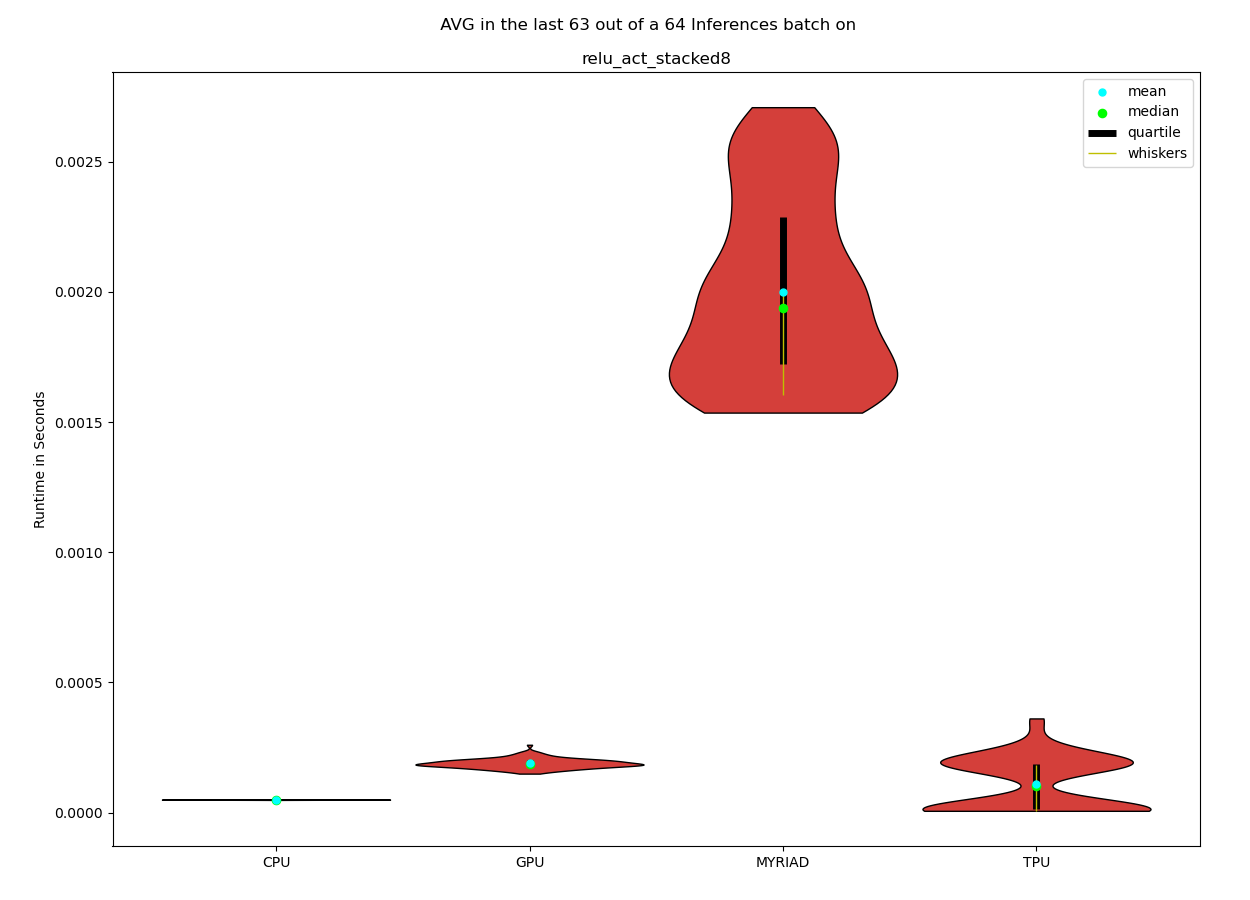 AVG in the last 63 out of a 64 Inferences batch on
relu_act_stacked8
mean
median
quartile
whiskers
Runtime in Seconds
0.0025
0.0020
0.0015
0.0010
0.0005
0.0000
CPU
GPU
MYRIAD
TPU